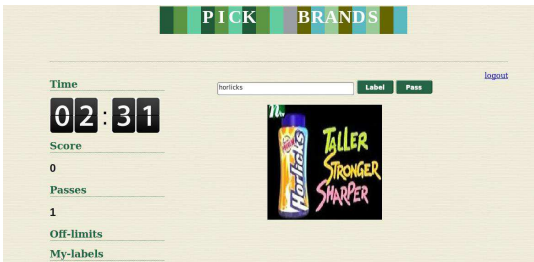 PICK BRANDS
logout
Time
02:31
Score
0
Passes
1
Off-limits
My-labels
horlicks
Label
Pass
Horlicks
TALLER
STRONGER
SHARPER